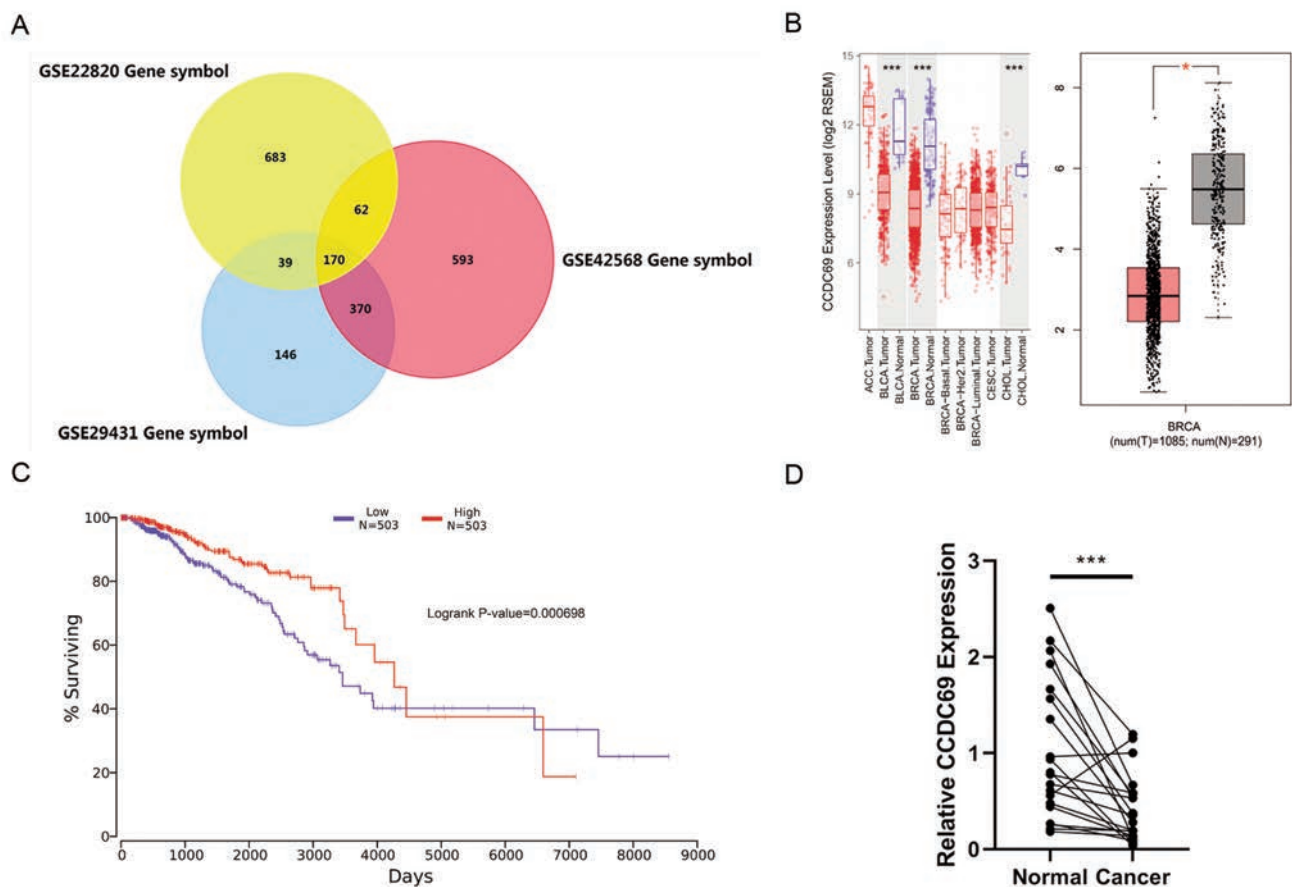 A
GSE22820 Gene symbol
683
62
39
170
593
GSE42568 Gene symbol
370
146
GSE29431 Gene symbol
B
CCDC69 Expression Level (log2 RSEM)
15
12
9
6
***
***
***
ACC.Tumor
BLCA.Tumor
BLCA.Normal
BRCA.Tumor
BRCA.Normal
BRCA-Basal.Tumor
BRCA-Her2.Tumor
BRCA-Luminal.Tumor
CESC.Tumor
CHOL.Tumor
CHOL.Normal
8
6
4
2
*
BRCA
(num(T)=1085; num(N)=291)
C
% Surviving
100
80
60
40
20
0
Low
N=503
High
N=503
Logrank P-value=0.000698
0 1000 2000 3000 4000 5000 6000 7000 8000 9000
Days
D
Relative CCDC69 Expression
3
2
1
0
***
Normal Cancer